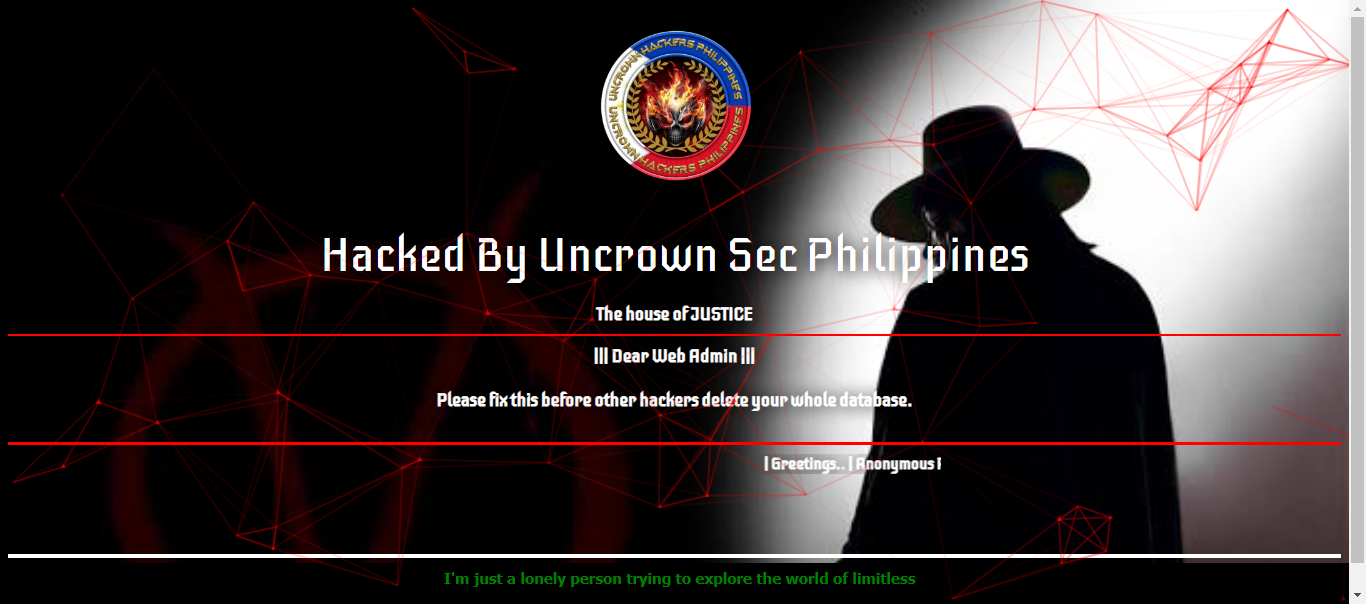 UNCROWN HACKERS PHILIPPINES
UNCROWN HACKERS PHILIPPINES
Hacked By Uncrown Sec Philippines
The house of JUSTICE
||| Dear Web Admin |||
Please fix this before other hackers delete your whole database.
| Greetings.. | Anonymous
I'm just a lonely person trying to explore the world of limitless